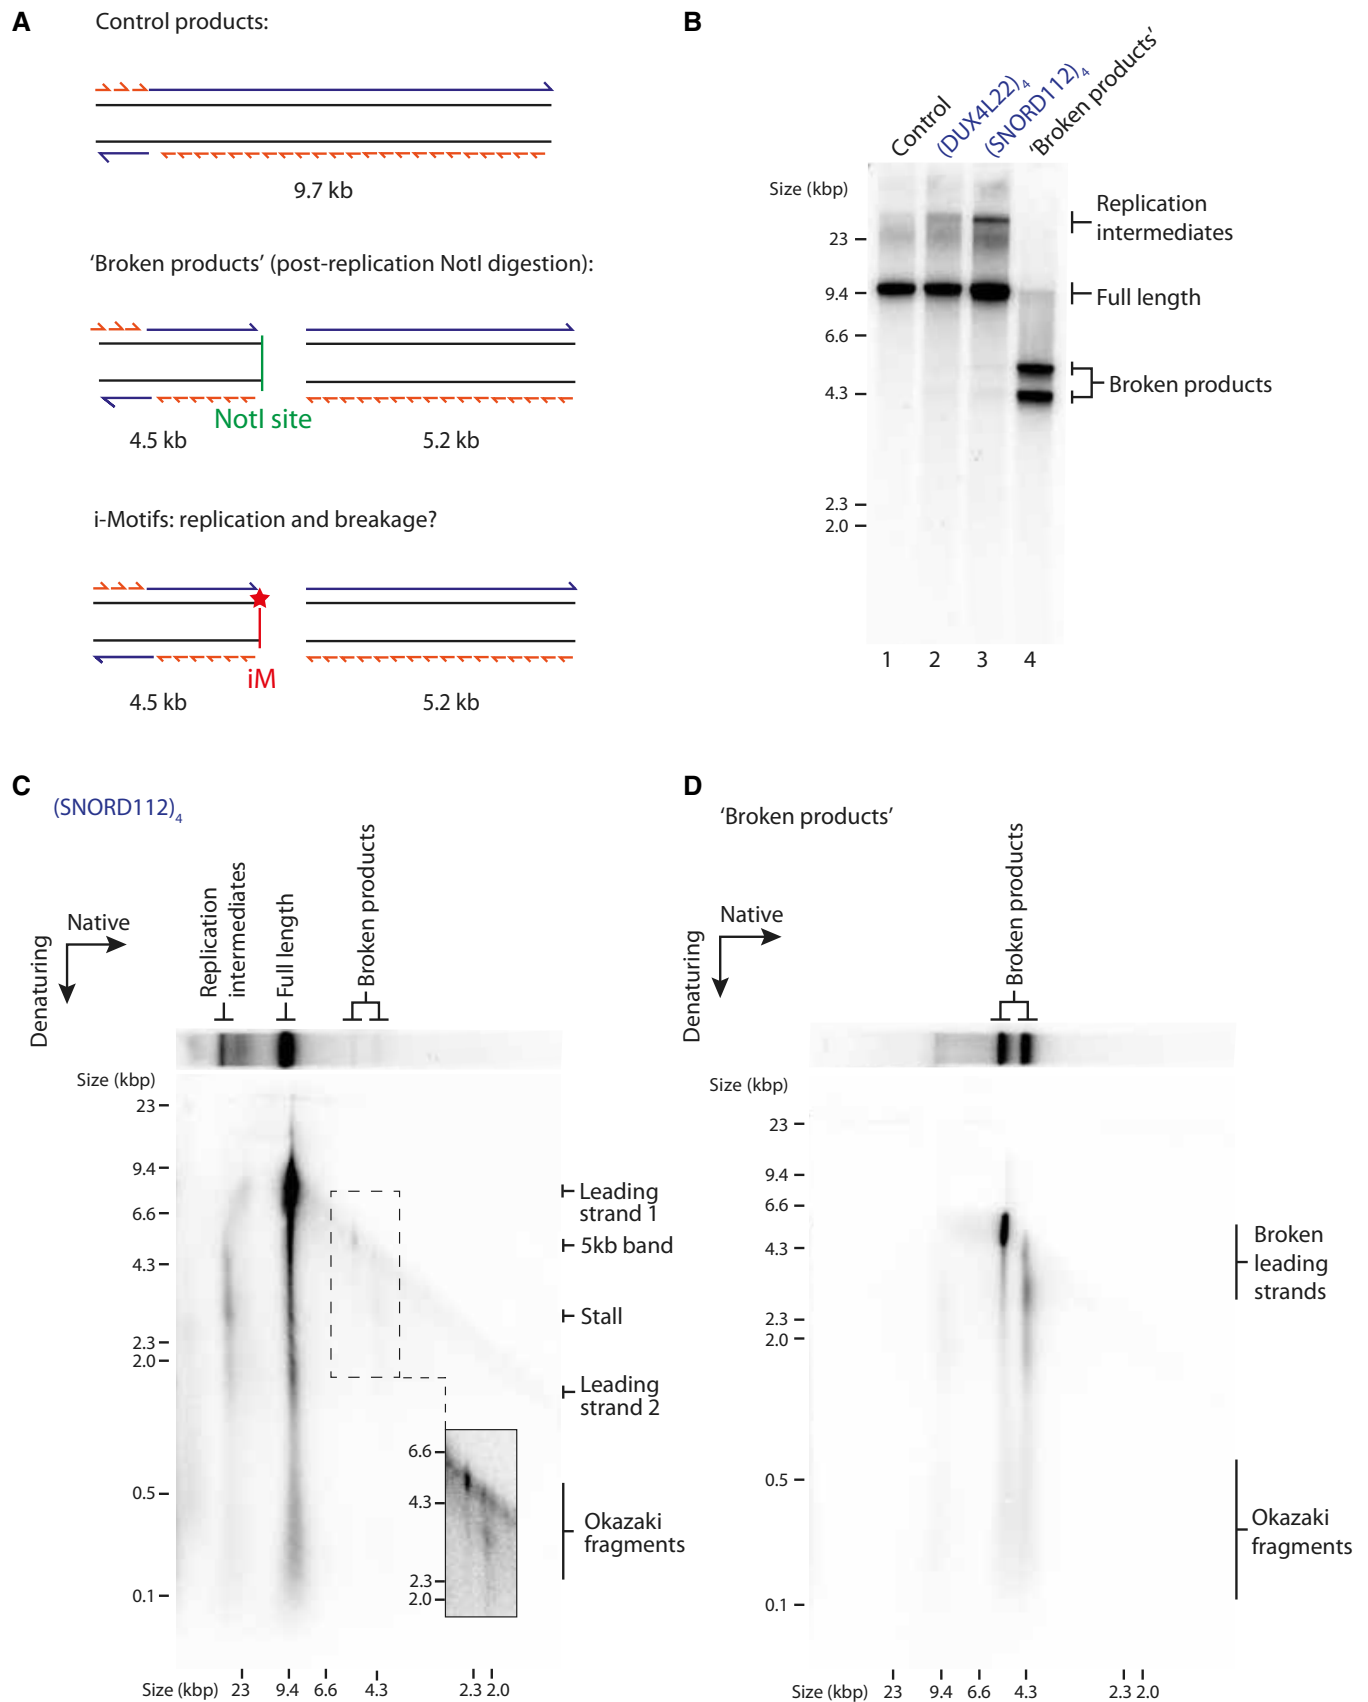 A
Control products:
9.7 kb
'Broken products' (post-replication NotI digestion):
NotI site
4.5 kb
5.2 kb
i-Motifs: replication and breakage?
iM
4.5 kb
5.2 kb
B
Control
(DUX4L22)4
(SNORD112)4
'Broken products'
Size (kbp)
23
9.4
6.6
4.3
2.3
2.0
Replication
intermediates
Full length
Broken products
1 2 3 4
C
(SNORD112)4
Denaturing
Native
Replication
intermediates
Full length
Broken products
Size (kbp)
23
9.4
6.6
4.3
2.3
2.0
0.5
0.1
Leading
strand 1
5kb band
Stall
Leading
strand 2
Okazaki
fragments
6.6
4.3
2.3
2.0
Size (kbp) 23 9.4 6.6 4.3 2.3 2.0
D
'Broken products'
Denaturing
Native
Broken products
Size (kbp)
23
9.4
6.6
4.3
2.3
2.0
0.5
0.1
Broken
leading
strands
Okazaki
fragments
Size (kbp) 23 9.4 6.6 4.3 2.3 2.0